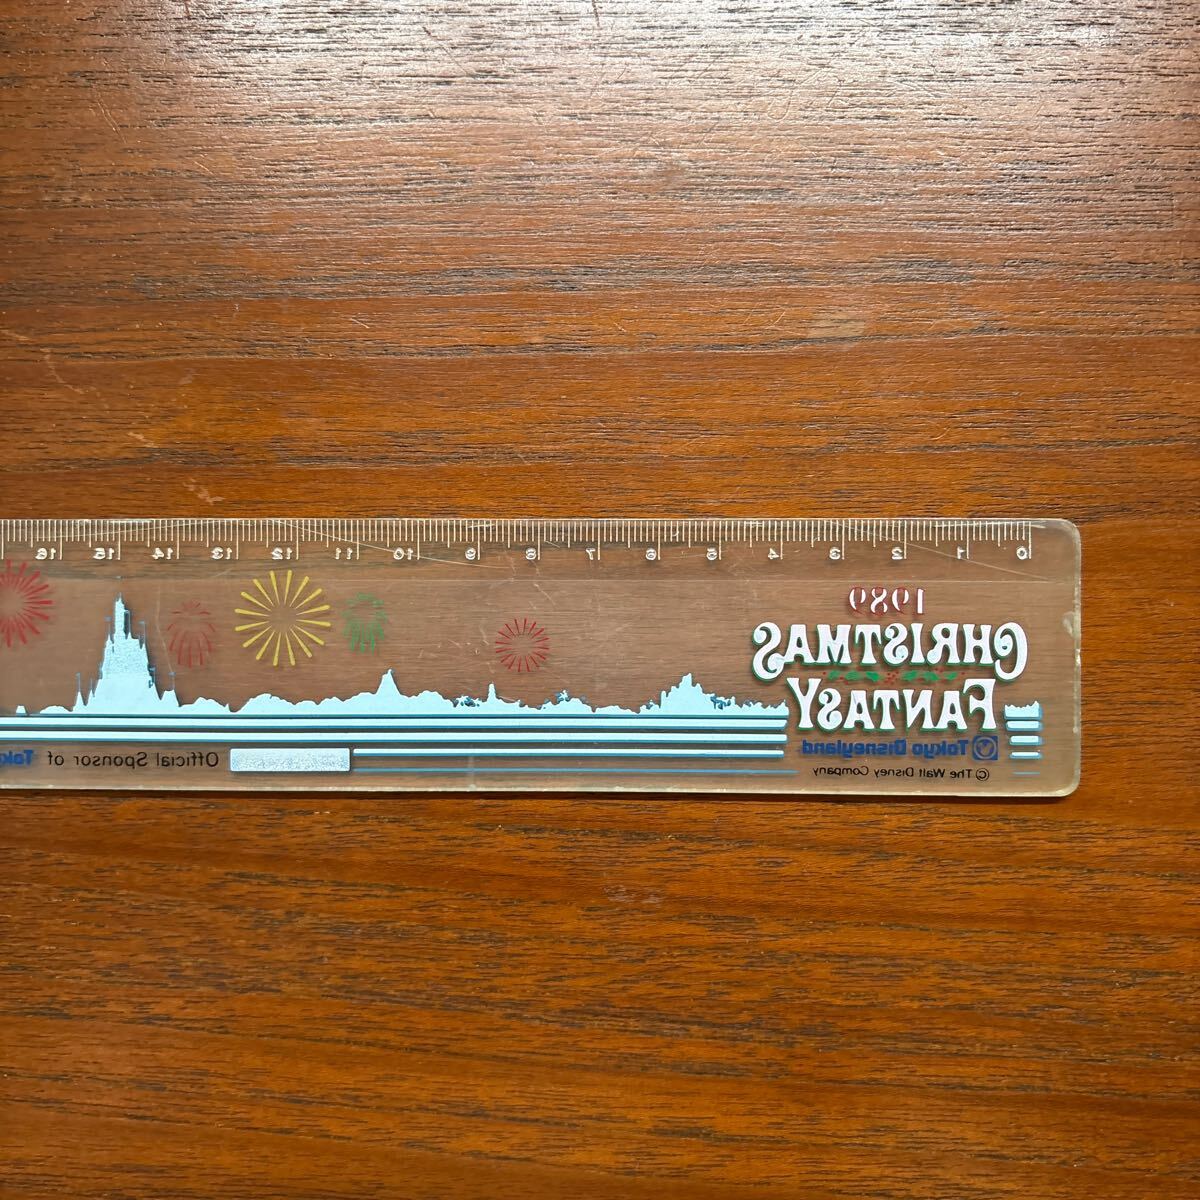 0 1 2 3 4 5 6 7 8 9 10 11 12 13 14 15 16
1989
CHRISTMAS
FANTASY
Tokyo Disneyland
© The Walt Disney Company
Official Sponsor of